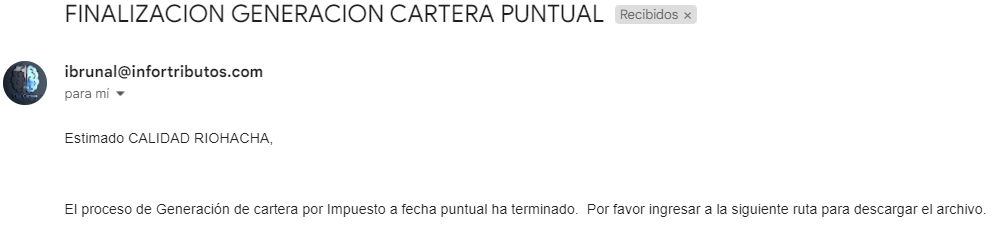 FINALIZACION GENERACION CARTERA PUNTUAL Recibidos ×
ibrunal@infortributos.com
para mí
Estimado CALIDAD RIOHACHA,
El proceso de Generación de cartera por Impuesto a fecha puntual ha terminado. Por favor ingresar a la siguiente ruta para descargar el archivo.